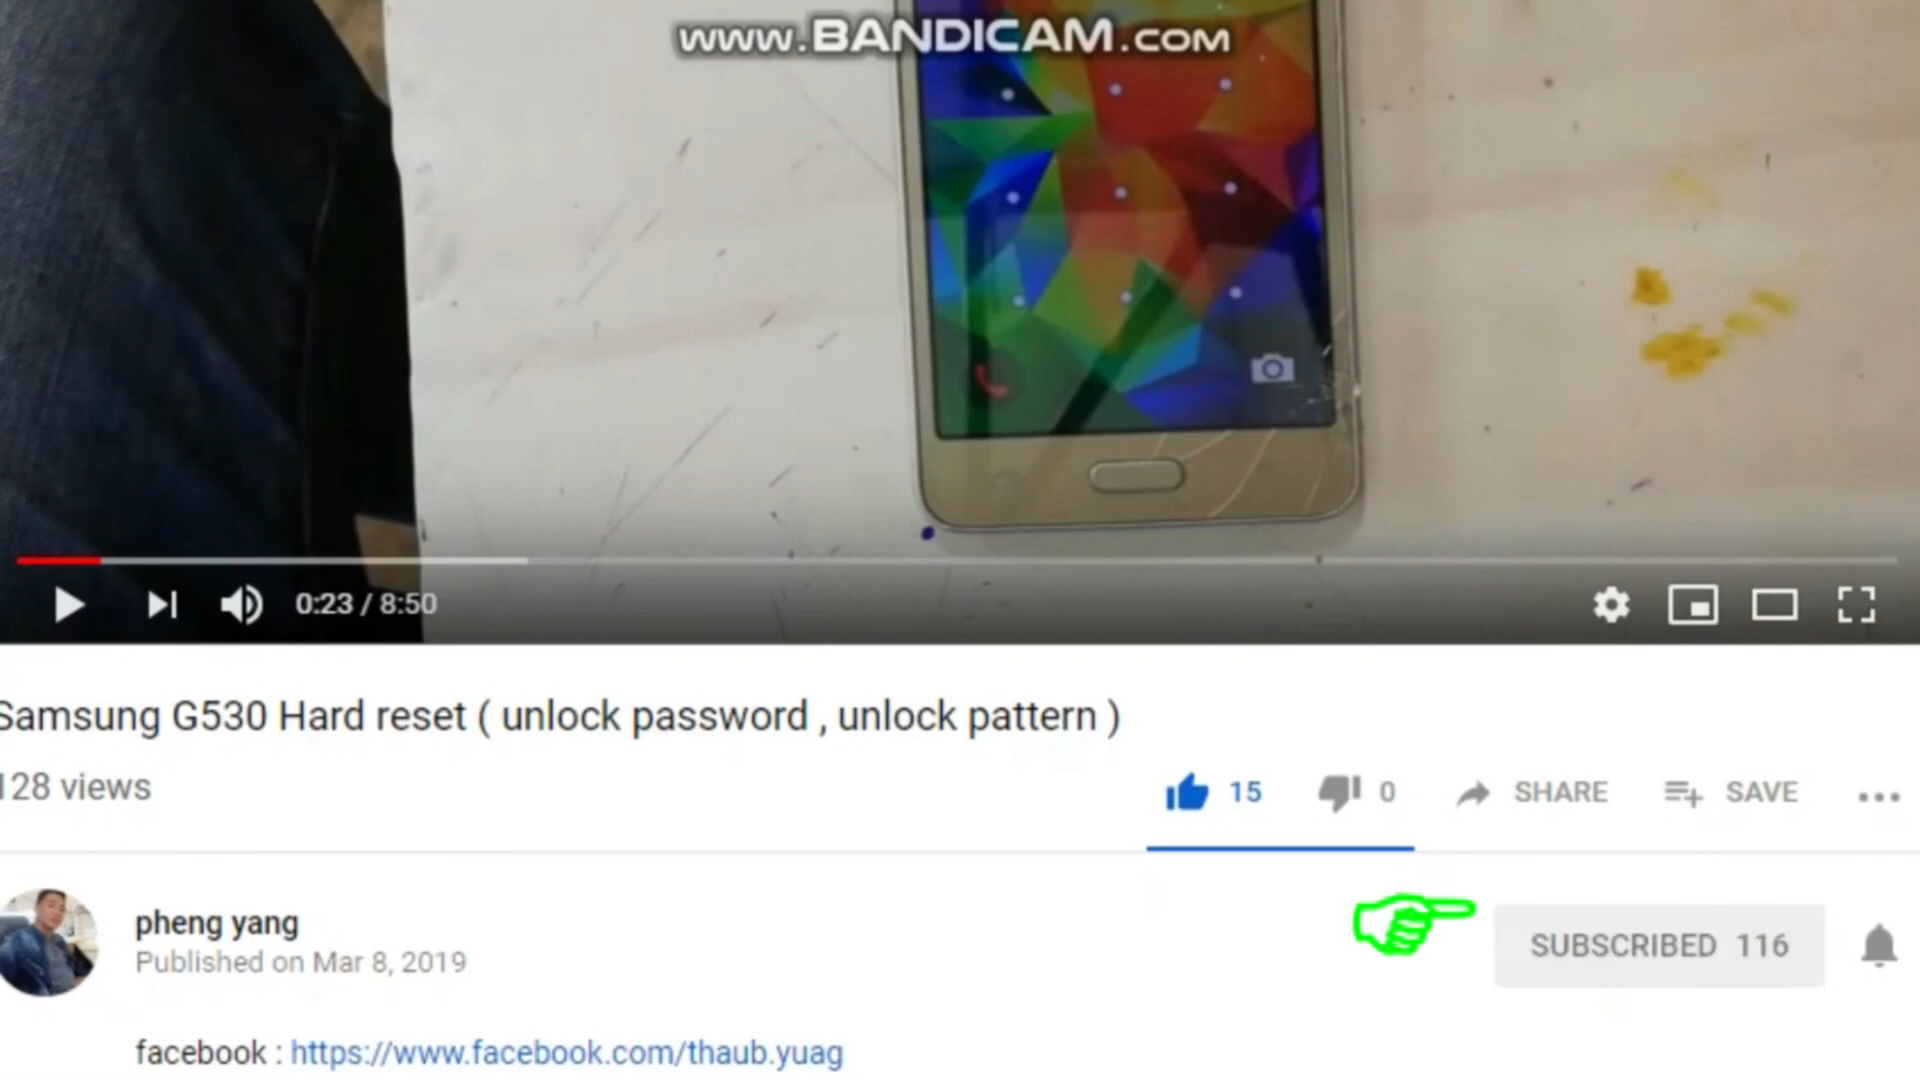 www.BANDICAM.com
0:23 / 8:50
Samsung G530 Hard reset ( unlock password , unlock pattern )
128 views
15
0
SHARE
SAVE
pheng yang
Published on Mar 8, 2019
SUBSCRIBED 116
facebook : https://www.facebook.com/thaub.yuag